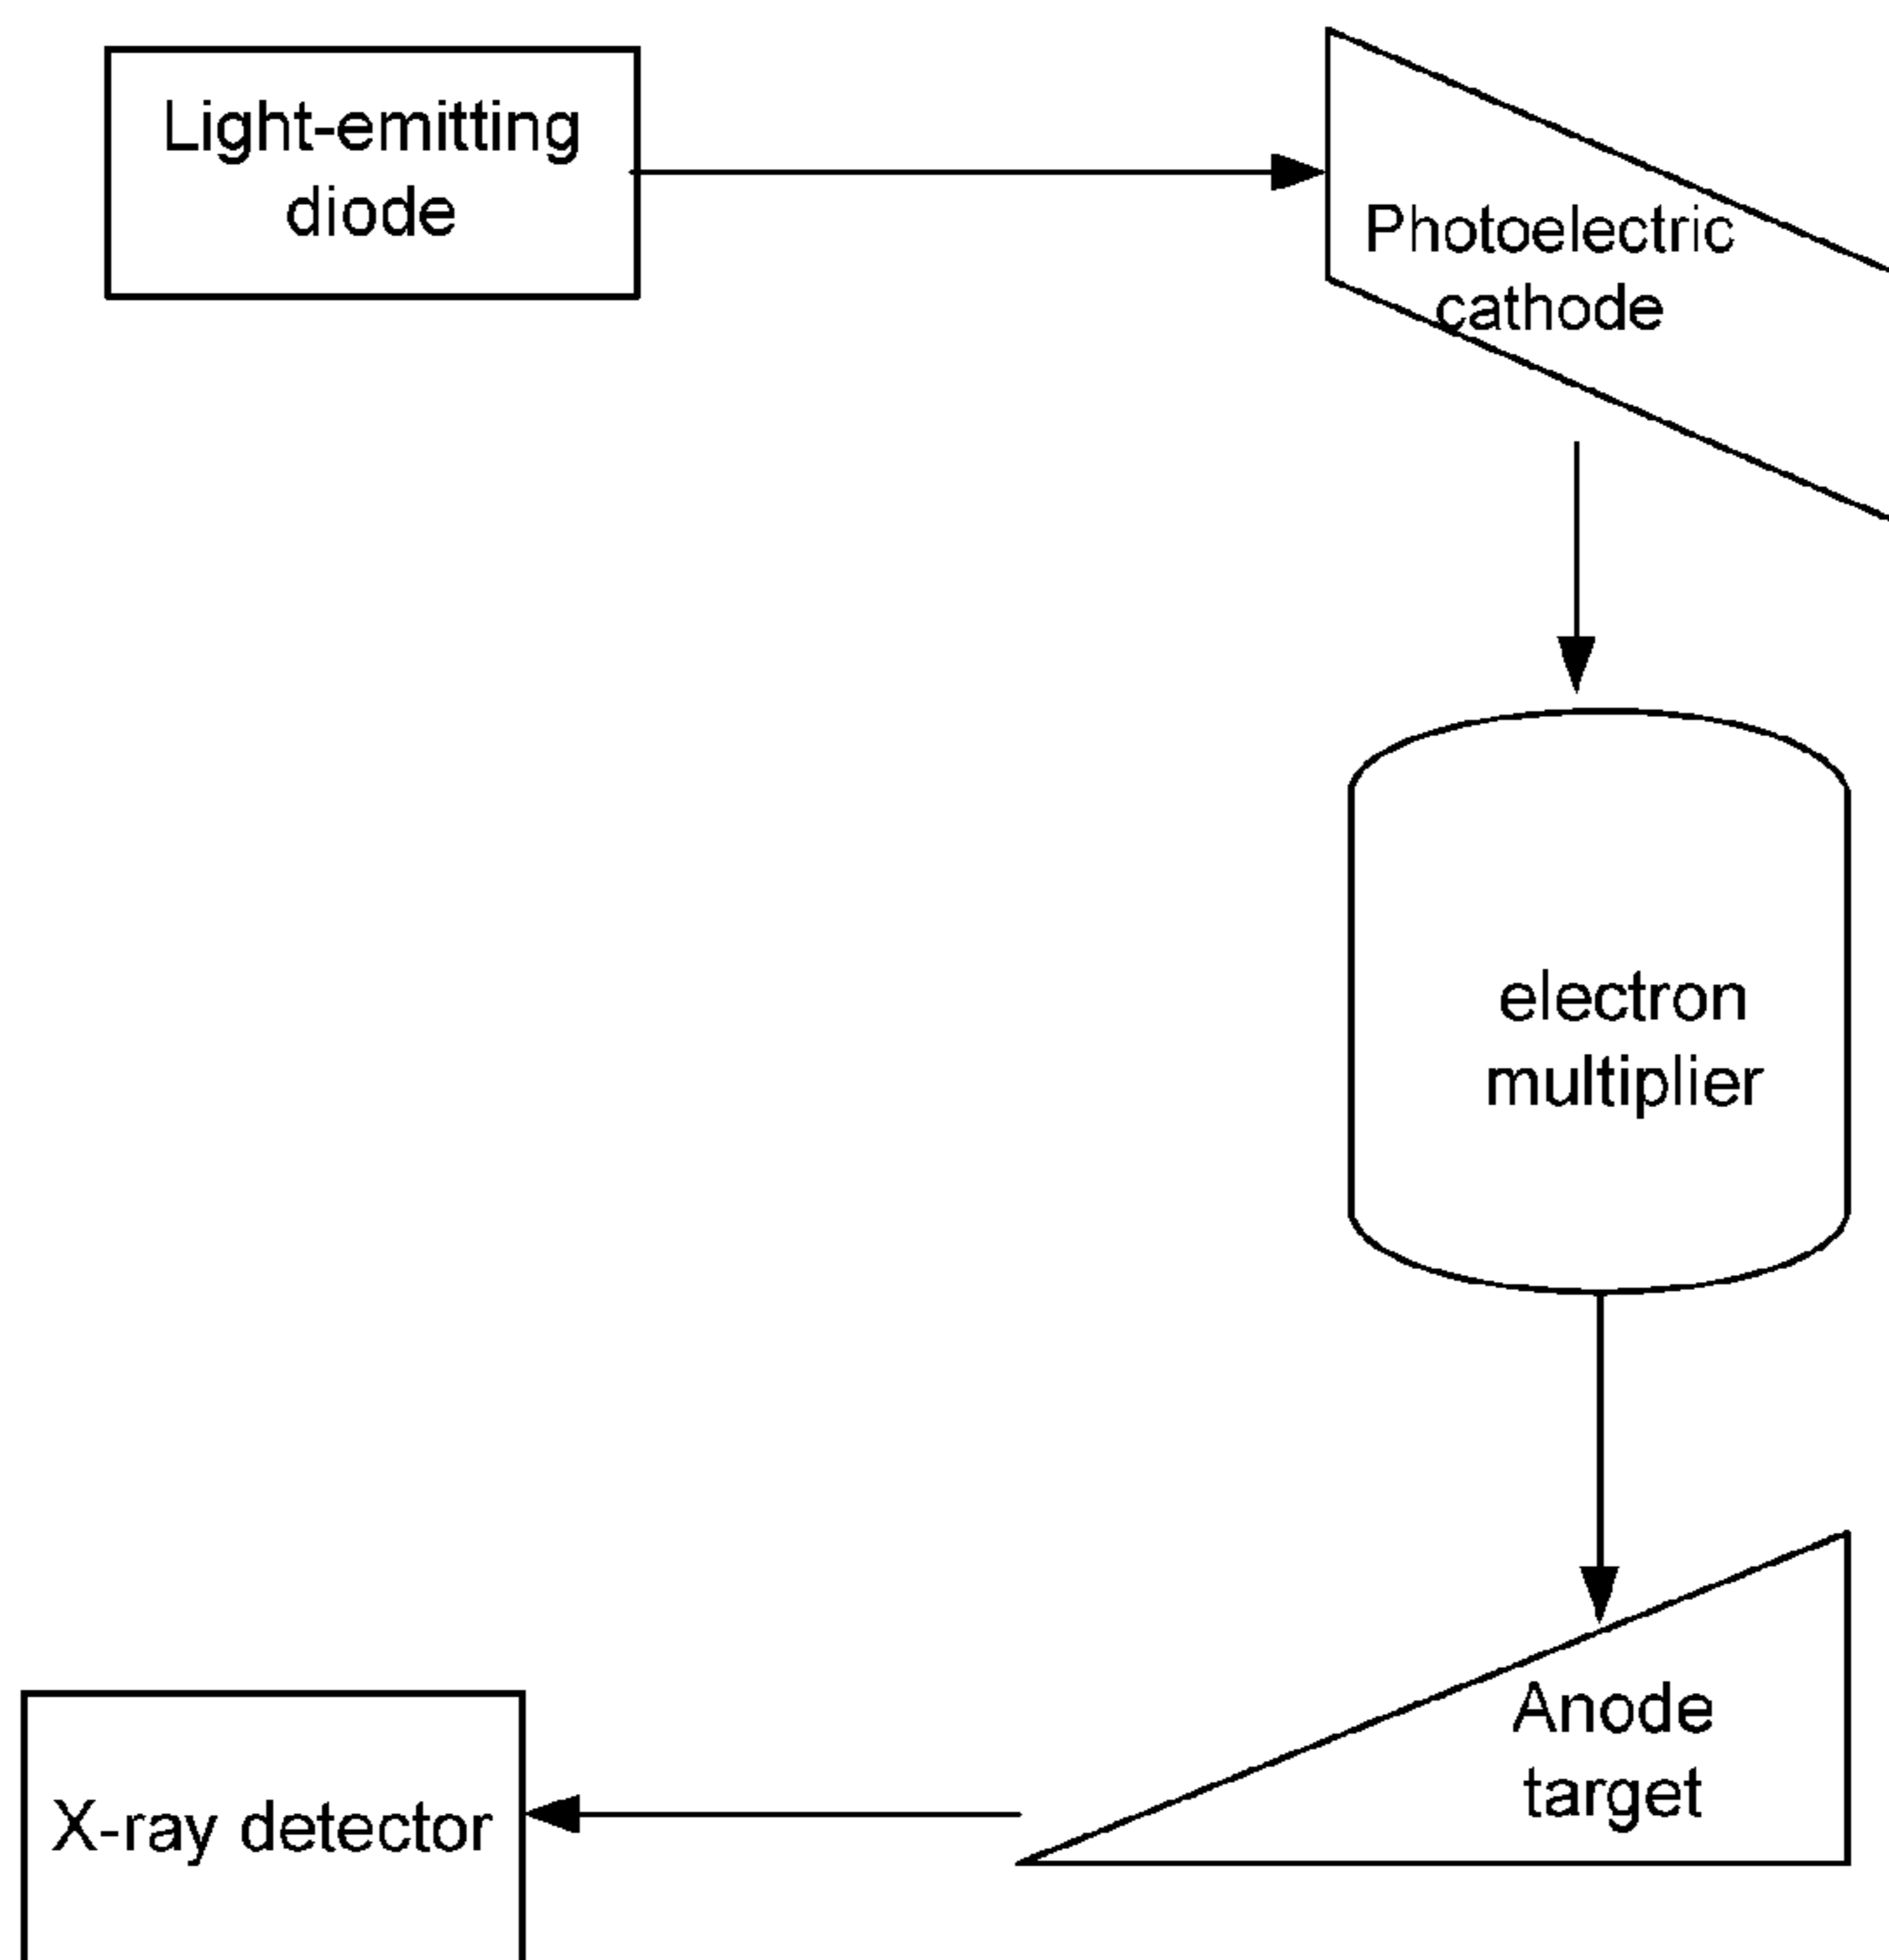 Light-emitting
diode
Photoelectric
cathode
electron
multiplier
Anode
target
X-ray detector